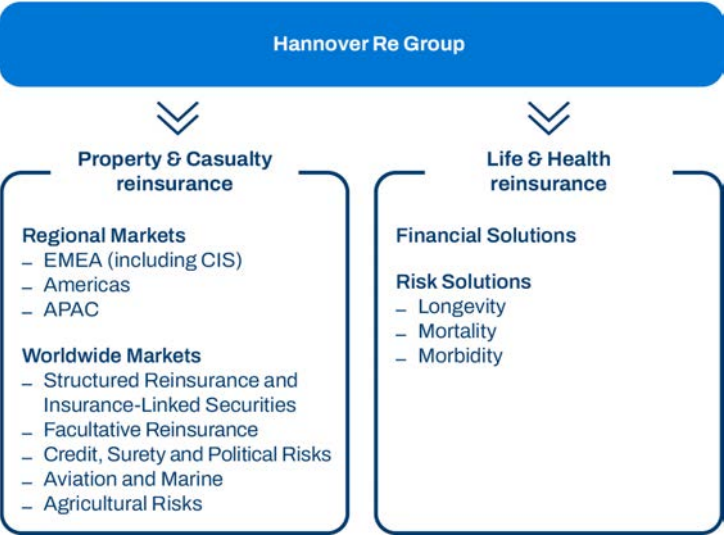 Hannover Re Group
Property & Casualty
reinsurance
Regional Markets
– EMEA (including CIS)
– Americas
– APAC
Worldwide Markets
– Structured Reinsurance and
Insurance-Linked Securities
– Facultative Reinsurance
– Credit, Surety and Political Risks
– Aviation and Marine
– Agricultural Risks
Life & Health
reinsurance
Financial Solutions
Risk Solutions
– Longevity
– Mortality
– Morbidity